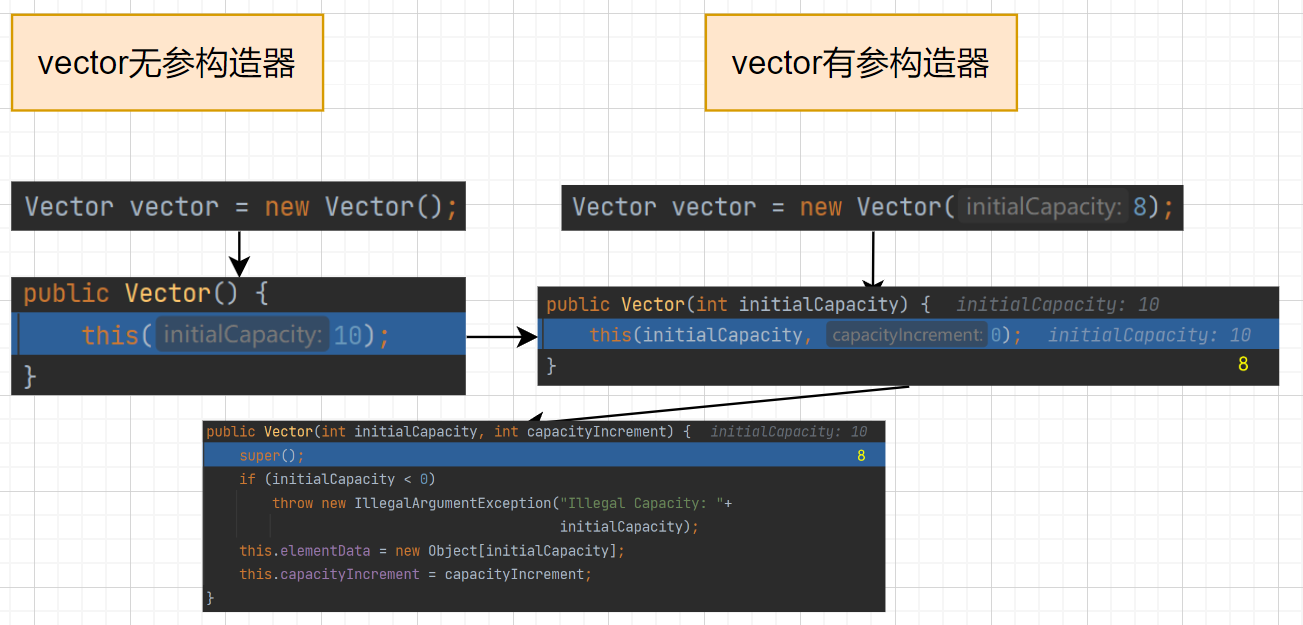 vector无参构造器
vector有参构造器
Vector vector = new Vector();
Vector vector = new Vector( initialCapacity: 8);
public Vector() {
this( initialCapacity: 10);
}
public Vector(int initialCapacity) { initialCapacity: 10
this(initialCapacity, capacityIncrement: 0); initialCapacity: 10
} 8
public Vector(int initialCapacity, int capacityIncrement) { initialCapacity: 10
super(); 8
if (initialCapacity < 0)
throw new IllegalArgumentException("Illegal Capacity: "+
initialCapacity);
this.elementData = new Object[initialCapacity];
this.capacityIncrement = capacityIncrement;
}